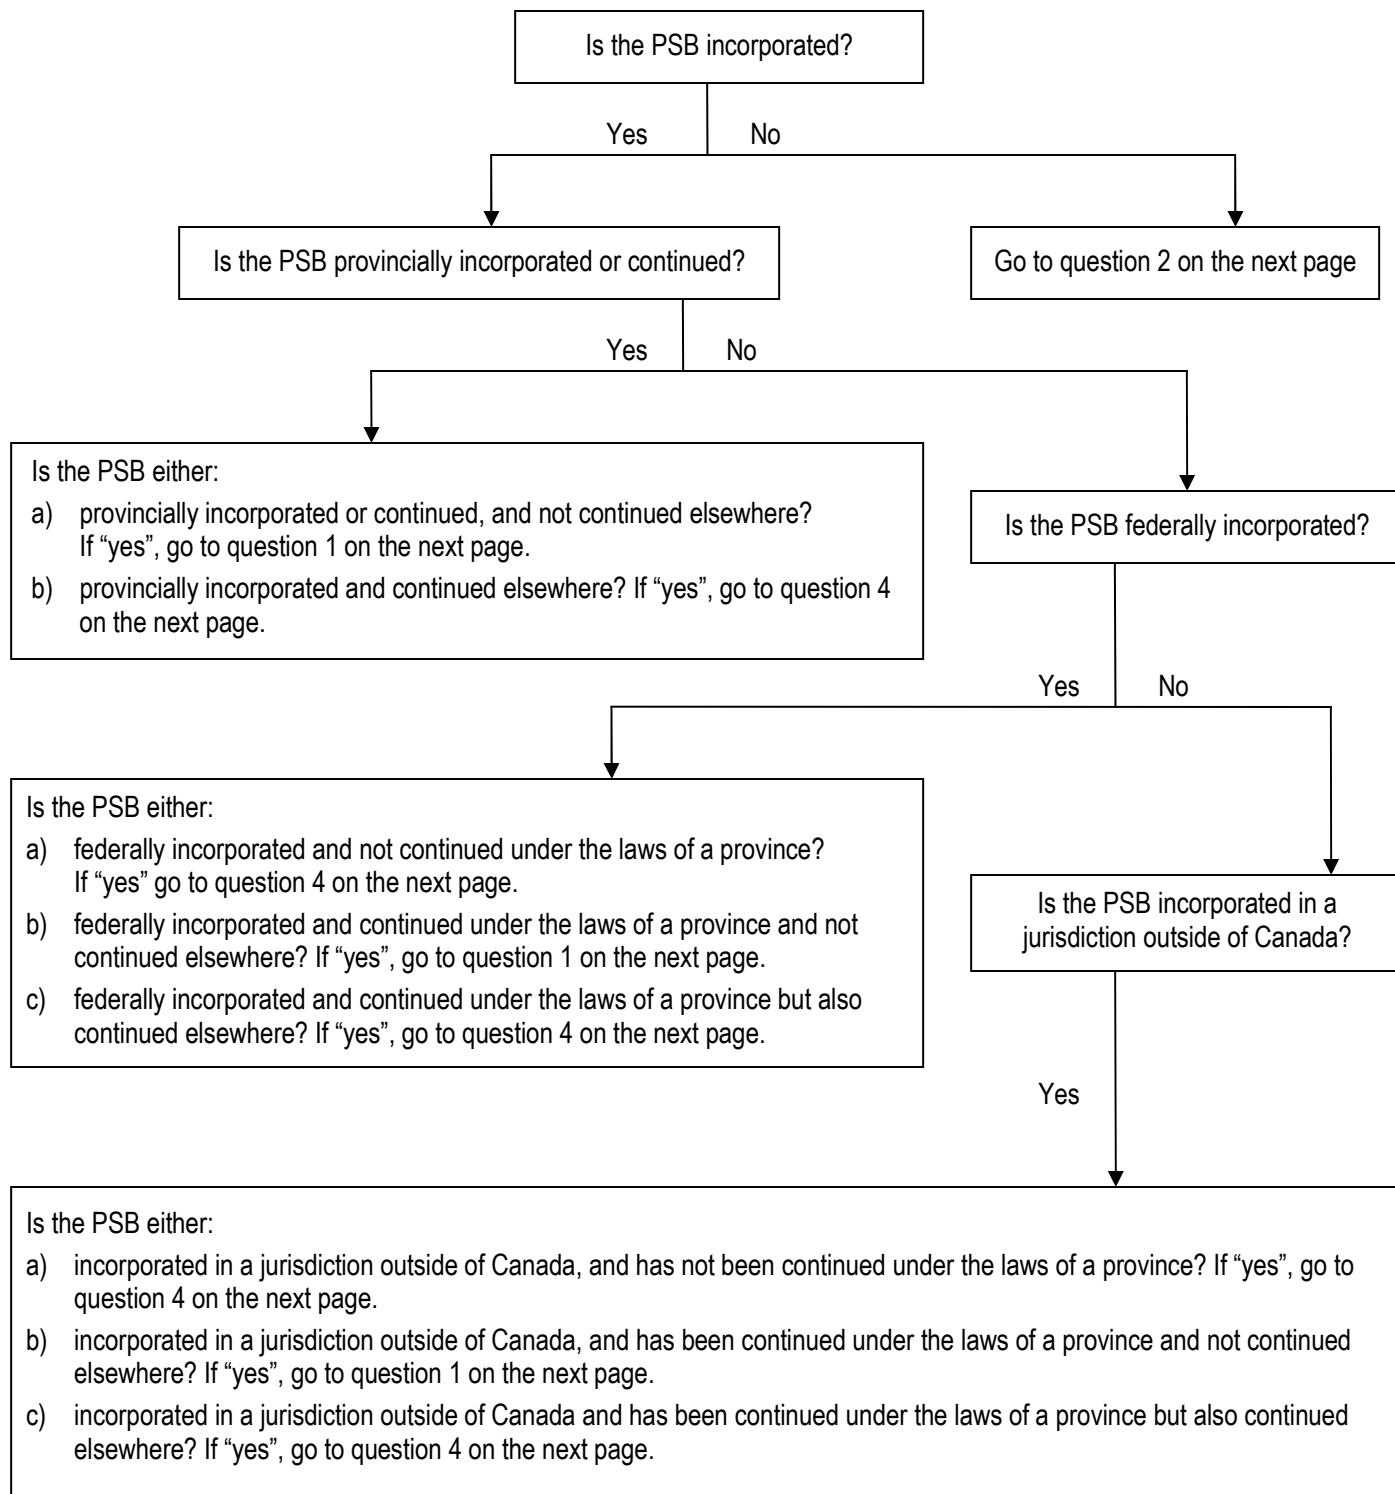 Is the PSB incorporated?
Yes
No
Is the PSB provincially incorporated or continued?
Go to question 2 on the next page
Yes
No
Is the PSB either:
a) provincially incorporated or continued, and not continued elsewhere?
If “yes”, go to question 1 on the next page.
b) provincially incorporated and continued elsewhere? If “yes”, go to question 4
on the next page.
Is the PSB federally incorporated?
Yes
No
Is the PSB either:
a) federally incorporated and not continued under the laws of a province?
If “yes” go to question 4 on the next page.
b) federally incorporated and continued under the laws of a province and not
continued elsewhere? If “yes”, go to question 1 on the next page.
c) federally incorporated and continued under the laws of a province but also
continued elsewhere? If “yes”, go to question 4 on the next page.
Is the PSB incorporated in a
jurisdiction outside of Canada?
Yes
Is the PSB either:
a) incorporated in a jurisdiction outside of Canada, and has not been continued under the laws of a province? If “yes”, go to
question 4 on the next page.
b) incorporated in a jurisdiction outside of Canada, and has been continued under the laws of a province and not continued
elsewhere? If “yes”, go to question 1 on the next page.
c) incorporated in a jurisdiction outside of Canada and has been continued under the laws of a province but also continued
elsewhere? If “yes”, go to question 4 on the next page.